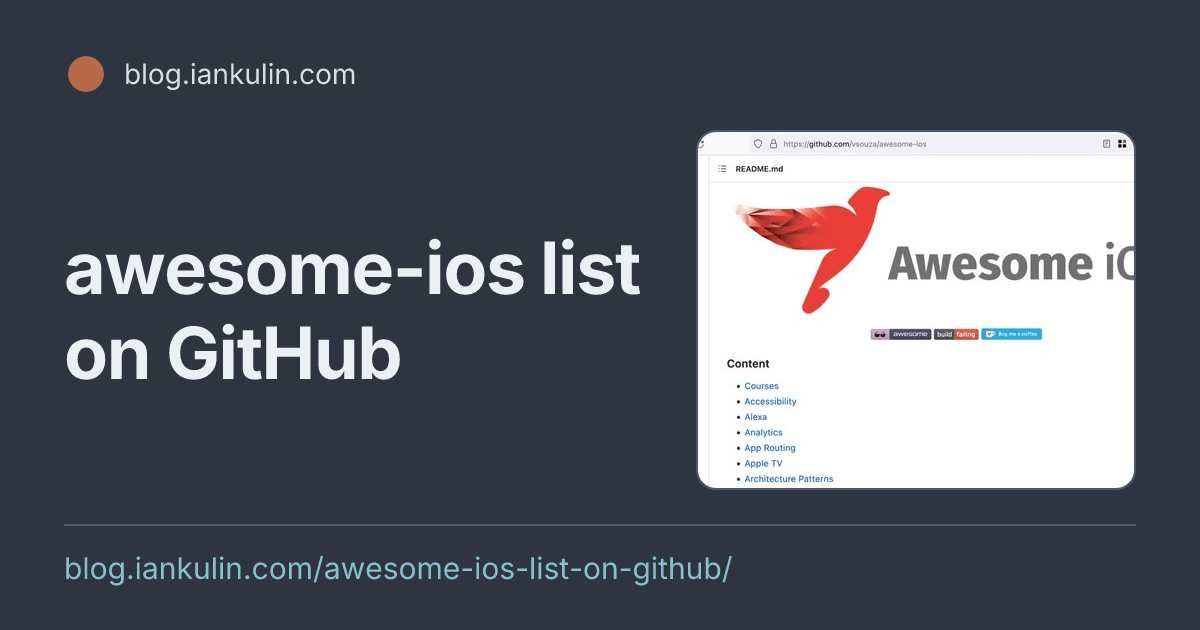 blog.iankulin.com
awesome-ios list
on GitHub
https://github.com/vsouza/awesome-ios
README.md
Awesome iO
awesome
build failing
Buy me a coffee
Content
Courses
Accessibility
Alexa
Analytics
App Routing
Apple TV
Architecture Patterns
blog.iankulin.com/awesome-ios-list-on-github/